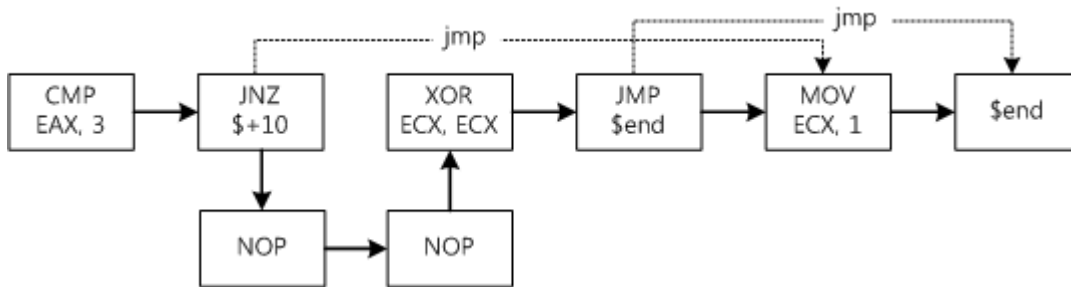 jmp
jmp
CMP
EAX, 3
JNZ
$+10
XOR
ECX, ECX
JMP
$end
MOV
ECX, 1
$end
NOP
NOP